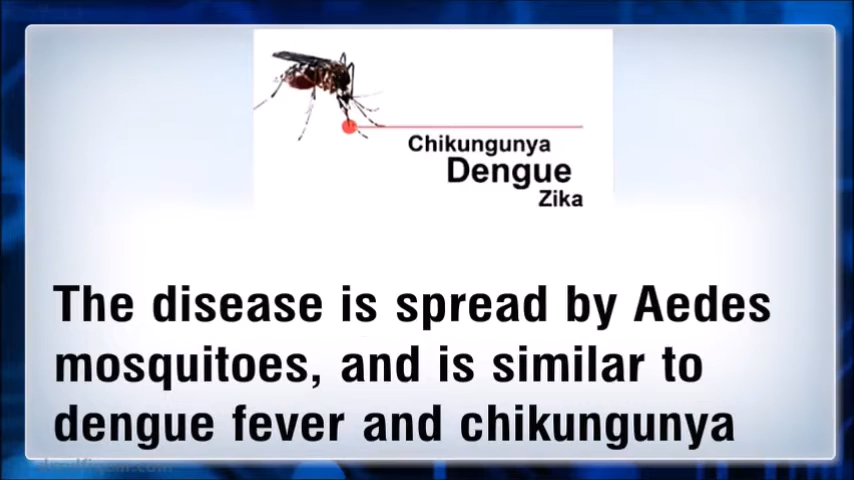 Chikungunya
Dengue
Zika
The disease is spread by Aedes
mosquitoes, and is similar to
dengue fever and chikungunya